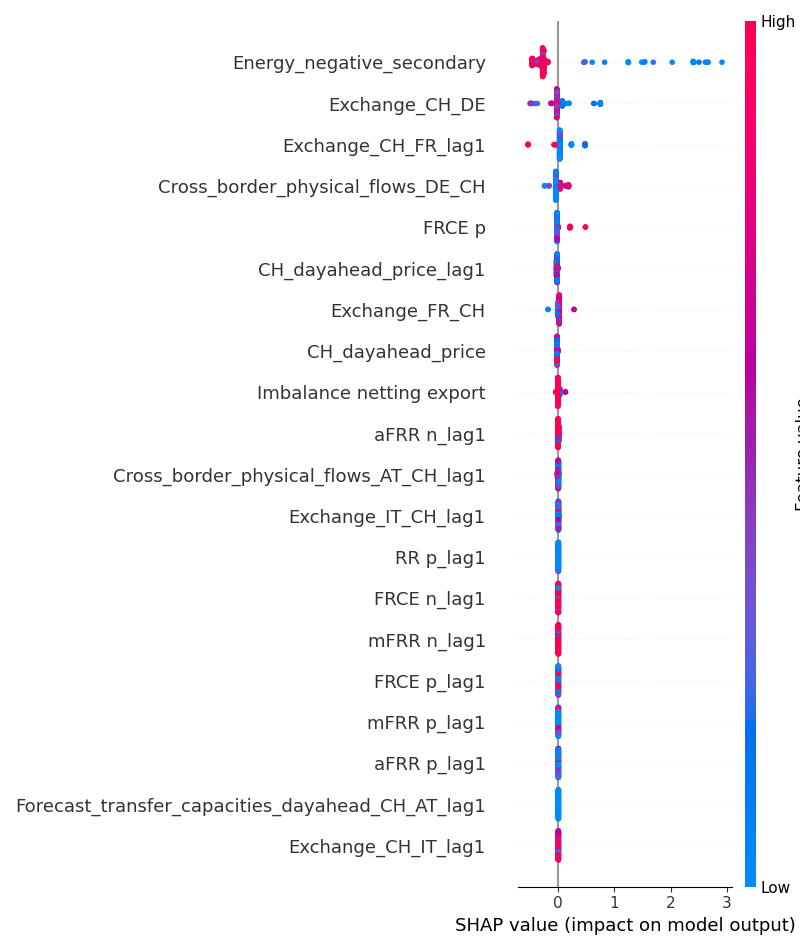 High
Energy_negative_secondary
Exchange_CH_DE
Exchange_CH_FR_lag1
Cross_border_physical_flows_DE_CH
FRCE p
CH_dayahead_price_lag1
Exchange_FR_CH
CH_dayahead_price
Imbalance netting export
aFRR n_lag1
Cross_border_physical_flows_AT_CH_lag1
Exchange_IT_CH_lag1
RR p_lag1
FRCE n_lag1
mFRR n_lag1
FRCE p_lag1
mFRR p_lag1
aFRR p_lag1
Forecast_transfer_capacities_dayahead_CH_AT_lag1
Exchange_CH_IT_lag1
Feature value
Low
0 1 2 3
SHAP value (impact on model output)